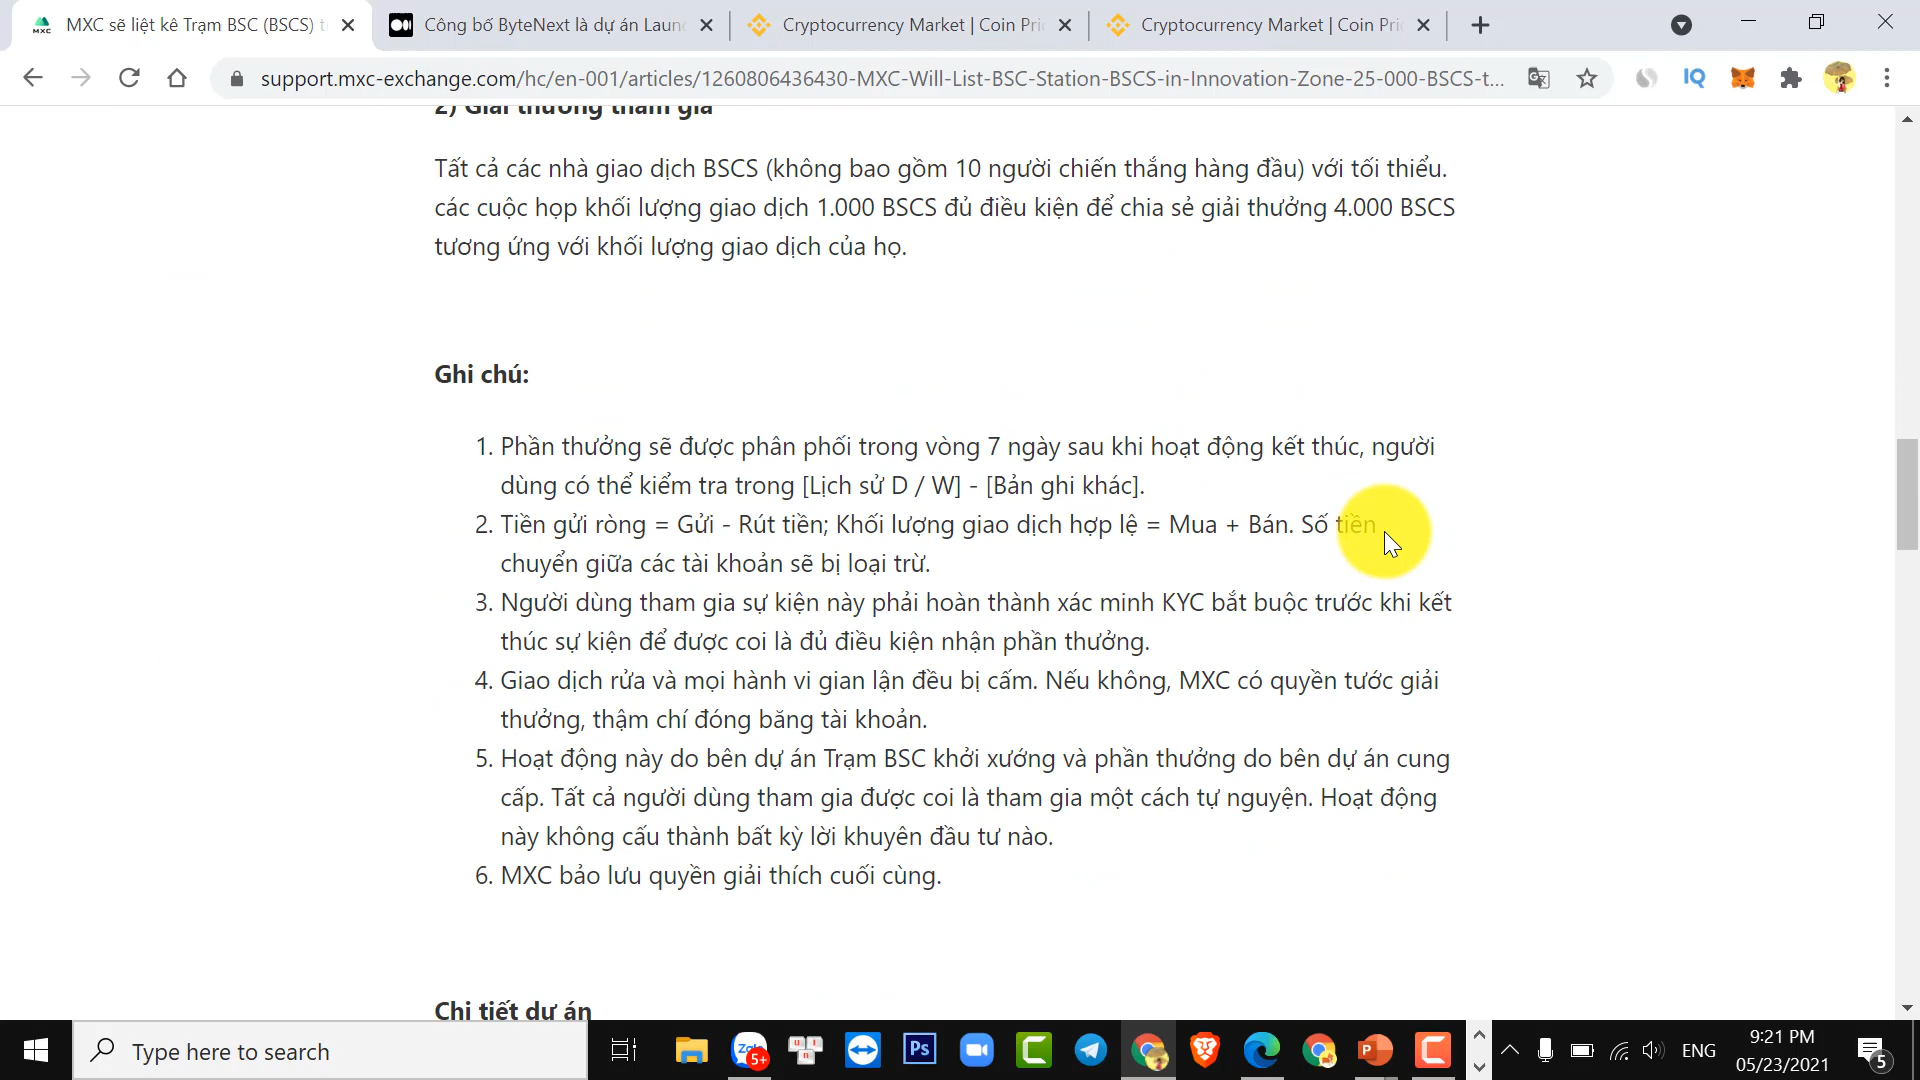 MXC sẽ liệt kê Trạm BSC (BSCS)
Công bố ByteNext là dự án Laun
Cryptocurrency Market | Coin Pri
Cryptocurrency Market | Coin Pri
support.mxc-exchange.com/hc/en-001/articles/1260806436430-MXC-Will-List-BSC-Station-BSCS-in-Innovation-Zone-25-000-BSCS-t...
IQ
2) Giải thưởng tham gia
Tất cả các nhà giao dịch BSCS (không bao gồm 10 người chiến thắng hàng đầu) với tối thiểu.
các cuộc họp khối lượng giao dịch 1.000 BSCS đủ điều kiện để chia sẻ giải thưởng 4.000 BSCS
tương ứng với khối lượng giao dịch của họ.
Ghi chú:
1. Phần thưởng sẽ được phân phối trong vòng 7 ngày sau khi hoạt động kết thúc, người
dùng có thể kiểm tra trong [Lịch sử D / W] - [Bản ghi khác].
2. Tiền gửi ròng = Gửi - Rút tiền; Khối lượng giao dịch hợp lệ = Mua + Bán. Số tiền
chuyển giữa các tài khoản sẽ bị loại trừ.
3. Người dùng tham gia sự kiện này phải hoàn thành xác minh KYC bắt buộc trước khi kết
thúc sự kiện để được coi là đủ điều kiện nhận phần thưởng.
4. Giao dịch rửa và mọi hành vi gian lận đều bị cấm. Nếu không, MXC có quyền tước giải
thưởng, thậm chí đóng băng tài khoản.
5. Hoạt động này do bên dự án Trạm BSC khởi xướng và phần thưởng do bên dự án cung
cấp. Tất cả người dùng tham gia được coi là tham gia một cách tự nguyện. Hoạt động
này không cấu thành bất kỳ lời khuyên đầu tư nào.
6. MXC bảo lưu quyền giải thích cuối cùng.
Chi tiết dự án
Type here to search
5+
Ps
ENG
9:21 PM
05/23/2021
5